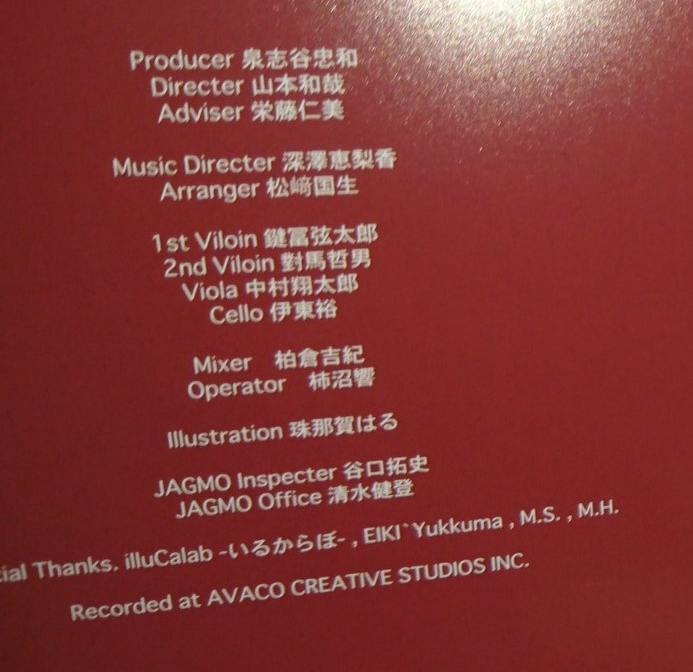 Producer 泉志谷忠和
Directer 山本和哉
Adviser 栄藤仁美
Music Directer 深澤恵梨香
Arranger 松﨑国生
1st Viloin 鍵冨弦太郎
2nd Viloin 對馬哲男
Viola 中村翔太郎
Cello 伊東裕
Mixer 柏倉吉紀
Operator 柿沼響
Illustration 珠那賀はる
JAGMO Inspecter 谷口拓史
JAGMO Office 清水健登
cial Thanks. illuCalab -いるからぼ- , EIKI`Yukkuma , M.S. , M.H.
Recorded at AVACO CREATIVE STUDIOS INC.